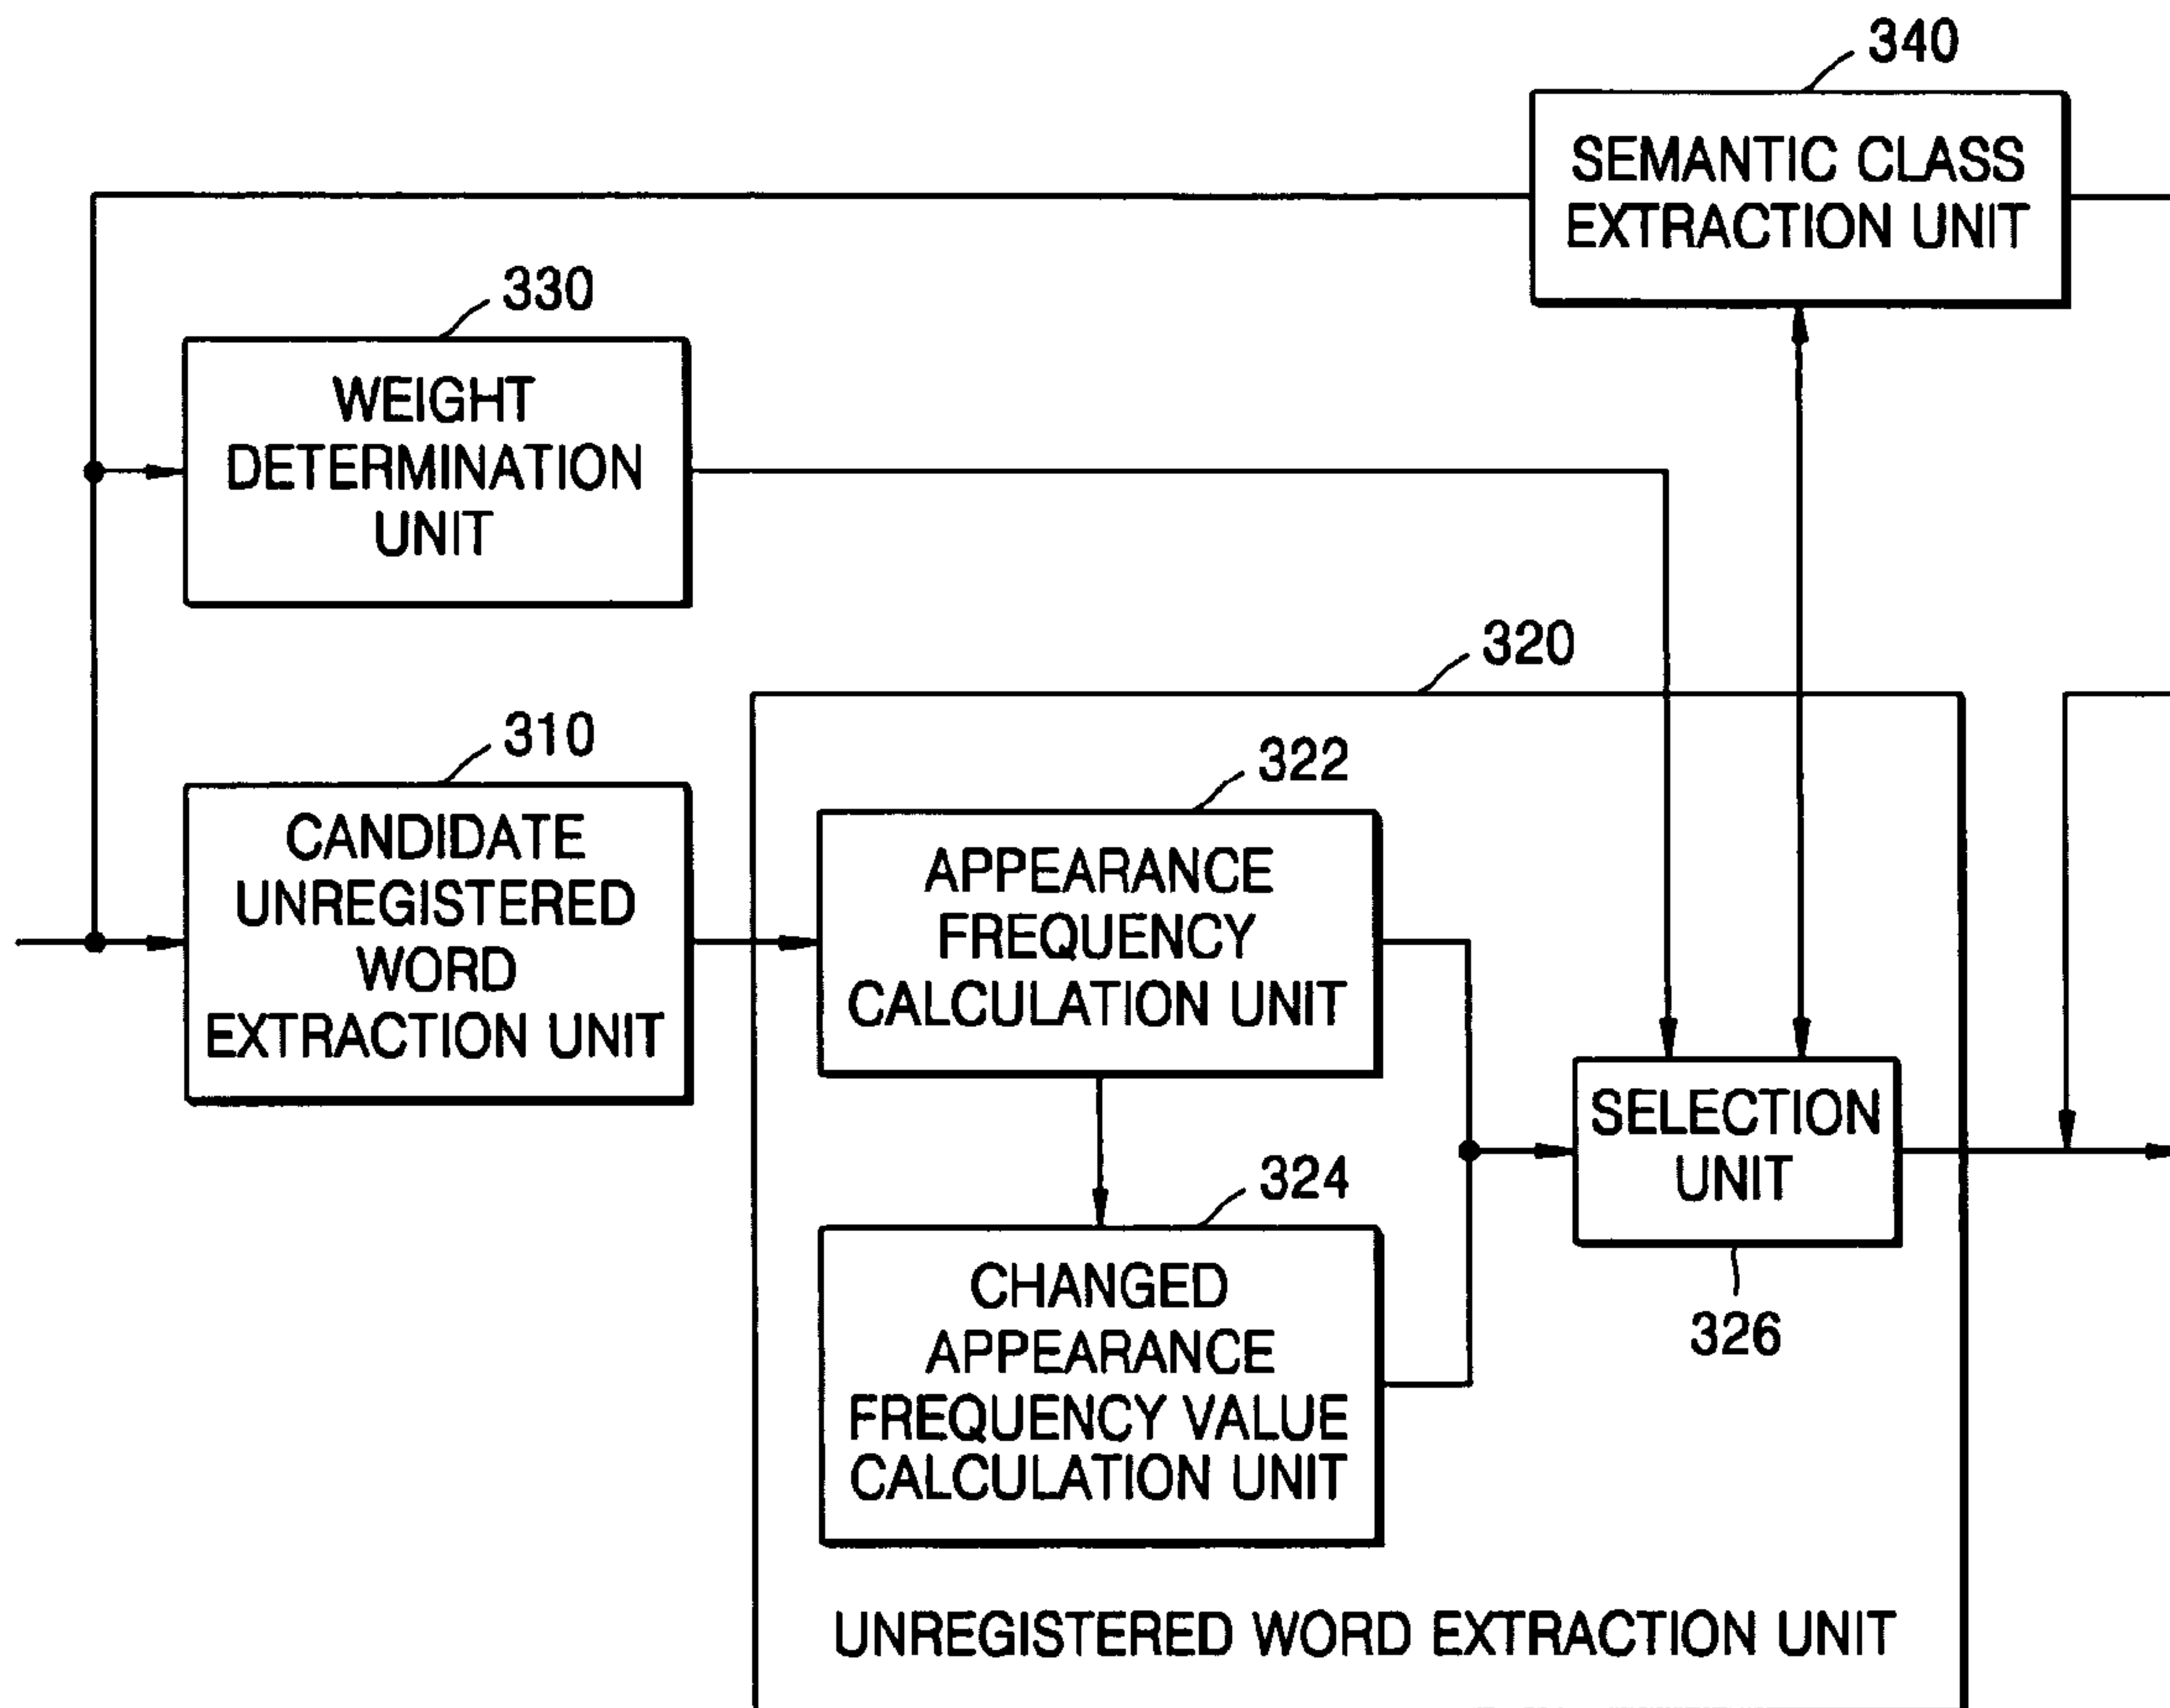 340
SEMANTIC CLASS
EXTRACTION UNIT
330
WEIGHT
DETERMINATION
UNIT
320
310
CANDIDATE
UNREGISTERED
WORD
EXTRACTION UNIT
322
APPEARANCE
FREQUENCY
CALCULATION UNIT
SELECTION
UNIT
326
324
CHANGED
APPEARANCE
FREQUENCY VALUE
CALCULATION UNIT
UNREGISTERED WORD EXTRACTION UNIT